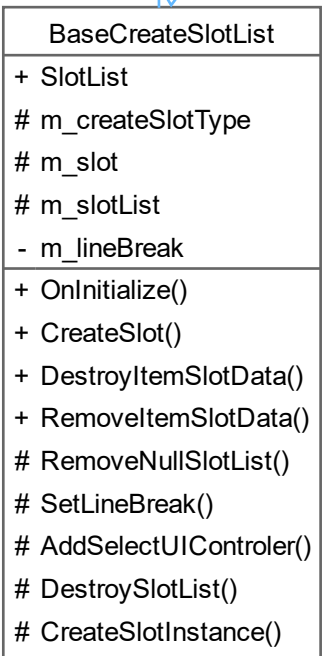 BaseCreateSlotList
+ SlotList
# m_createSlotType
# m_slot
# m_slotList
- m_lineBreak
+ OnInitialize()
+ CreateSlot()
+ DestroyItemSlotData()
+ RemoveItemSlotData()
# RemoveNullSlotList()
# SetLineBreak()
# AddSelectUIControler()
# DestroySlotList()
# CreateSlotInstance()